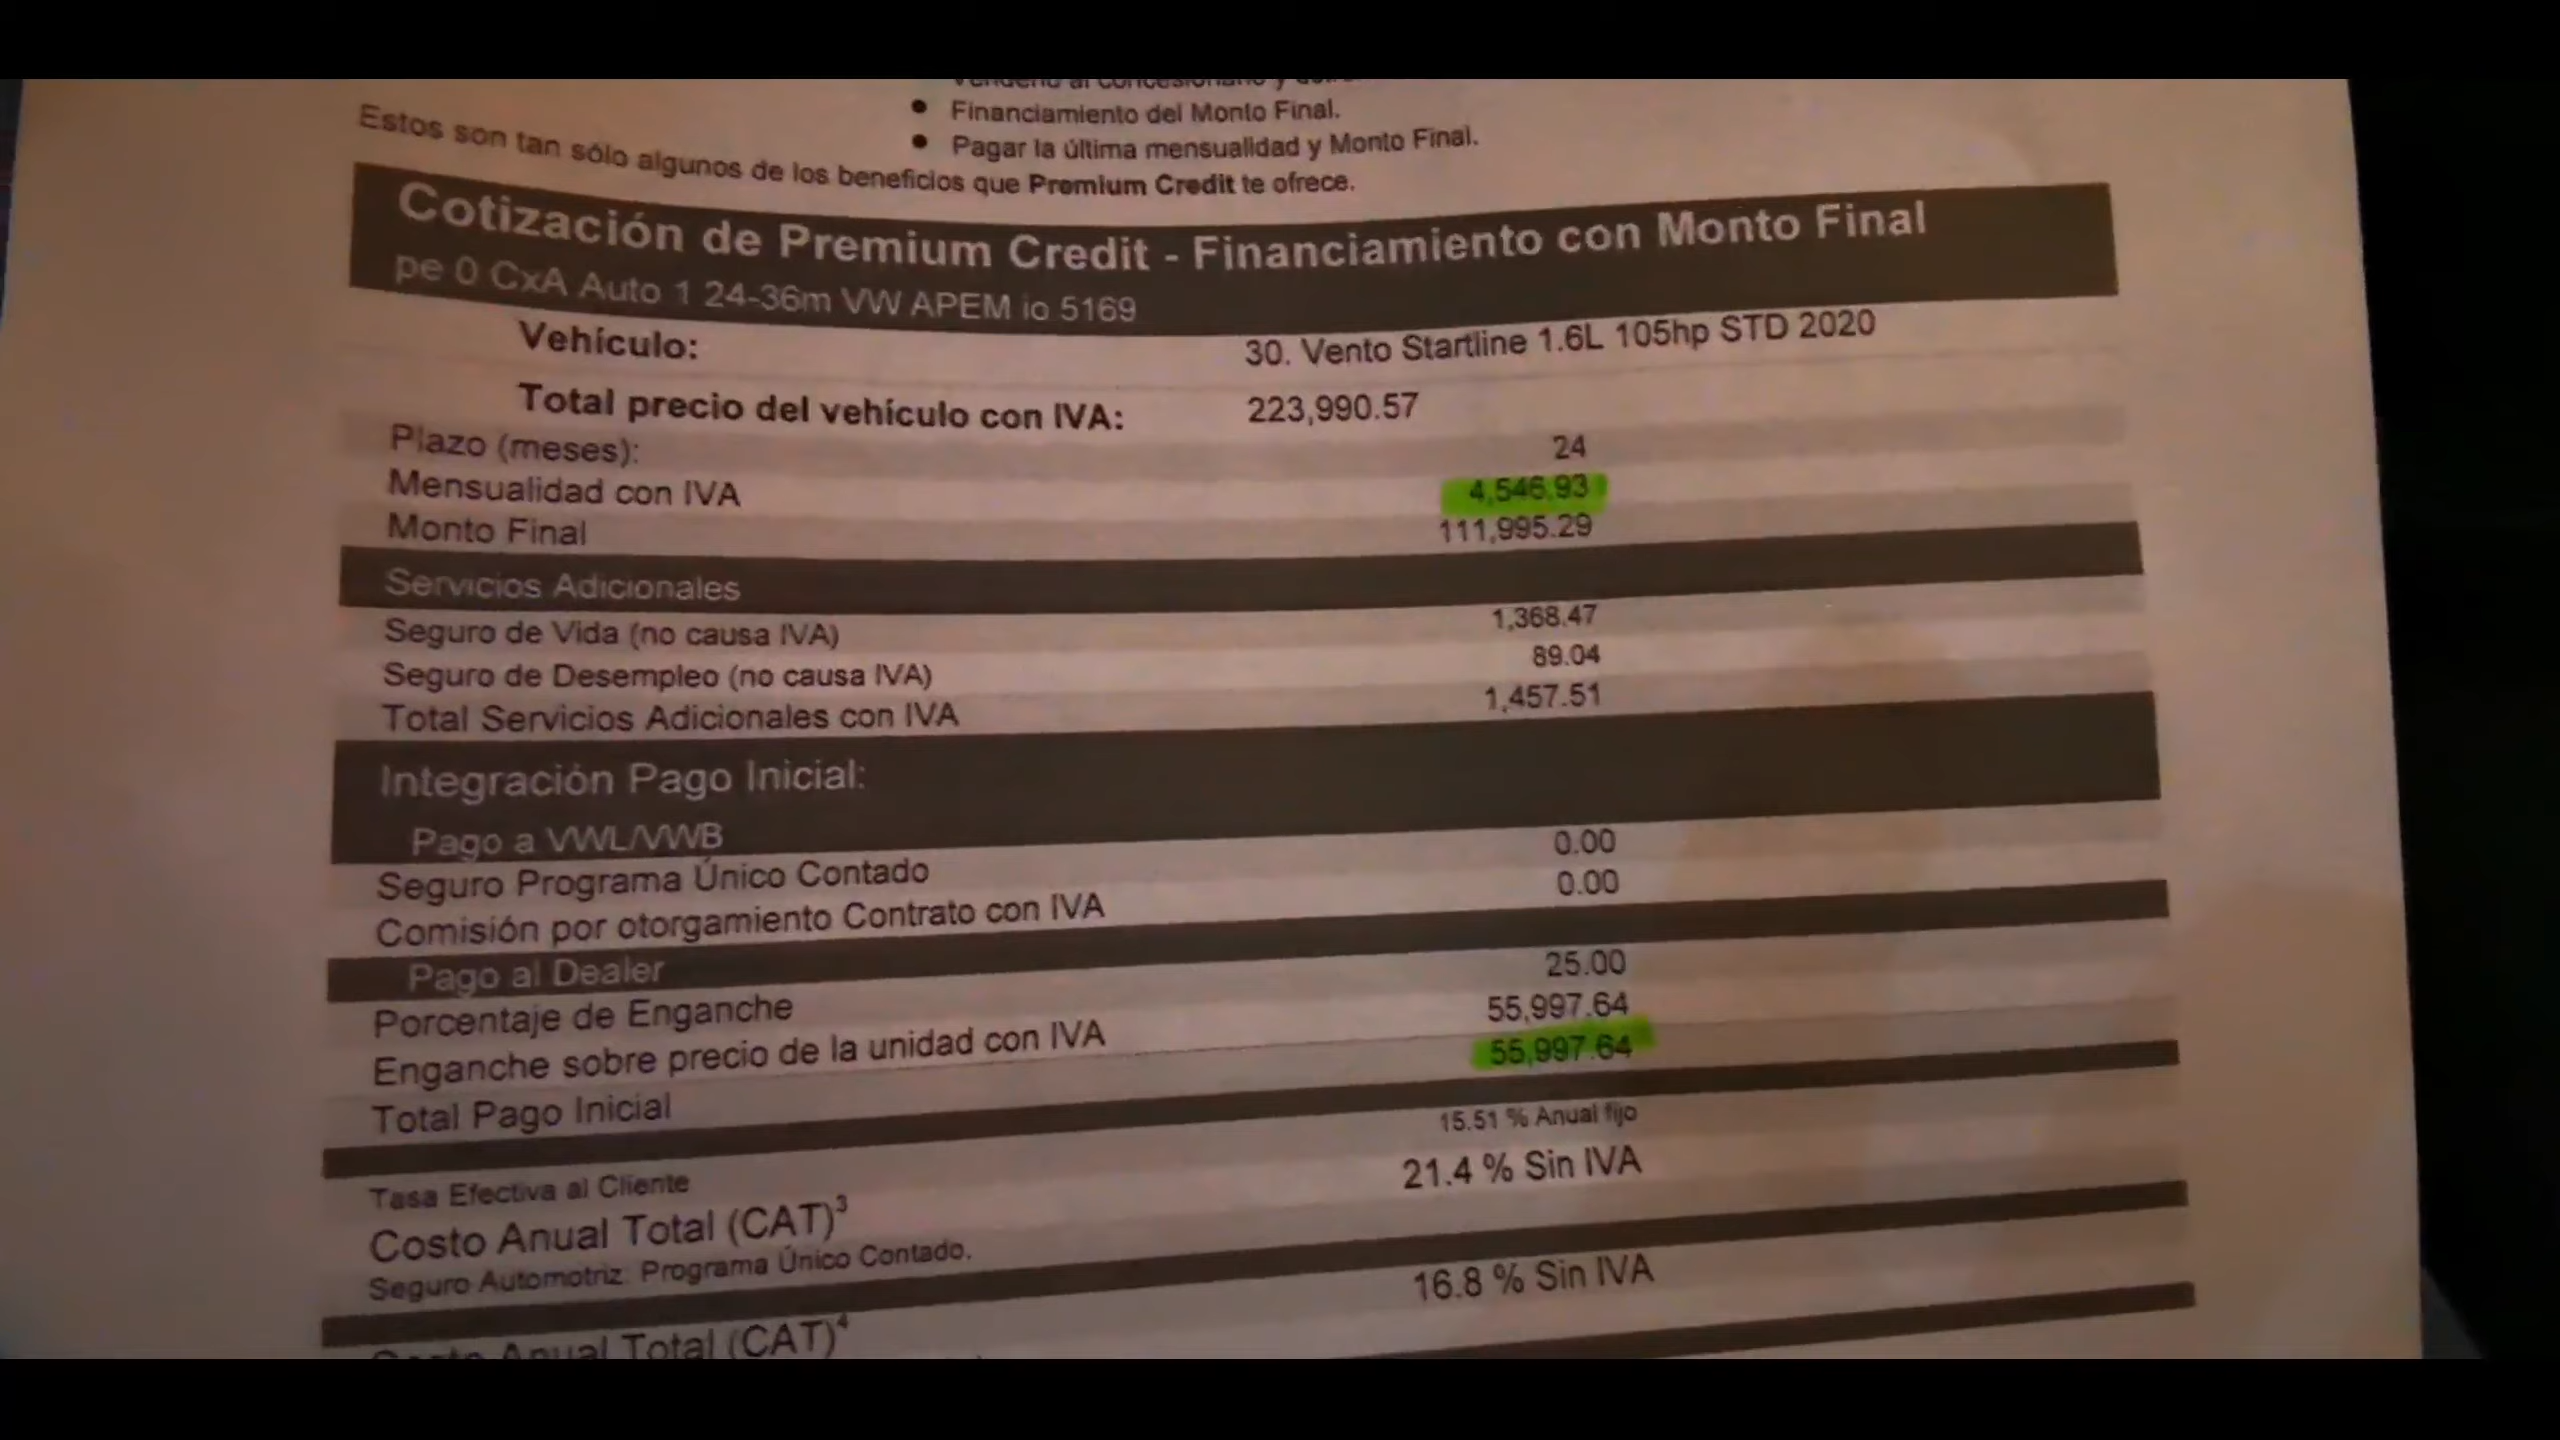 al concesionario y
• Financiamiento del Monto Final.
• Pagar la última mensualidad y Monto Final.
Estos son tan sólo algunos de los beneficios que Premium Credit te ofrece.
Cotización de Premium Credit - Financiamiento con Monto Final
pe 0 CxA Auto 1 24-36m VW APEM io 5169
Vehículo: 30. Vento Startline 1.6L 105hp STD 2020
Total precio del vehículo con IVA: 223,990.57
Plazo (meses): 24
Mensualidad con IVA 4,546.93
Monto Final 111,995.29
Servicios Adicionales
Seguro de Vida (no causa IVA) 1,368.47
Seguro de Desempleo (no causa IVA) 89.04
Total Servicios Adicionales con IVA 1,457.51
Integración Pago Inicial:
Pago a VWL/VWB
Seguro Programa Único Contado 0.00
Comisión por otorgamiento Contrato con IVA 0.00
Pago al Dealer
Porcentaje de Enganche 25.00
Enganche sobre precio de la unidad con IVA 55,997.64
Total Pago Inicial 55,997.64
Tasa Efectiva al Cliente 15.51 % Anual fijo
Costo Anual Total (CAT)³ 21.4 % Sin IVA
Seguro Automotriz: Programa Único Contado.
Costo Anual Total (CAT)⁴ 16.8 % Sin IVA